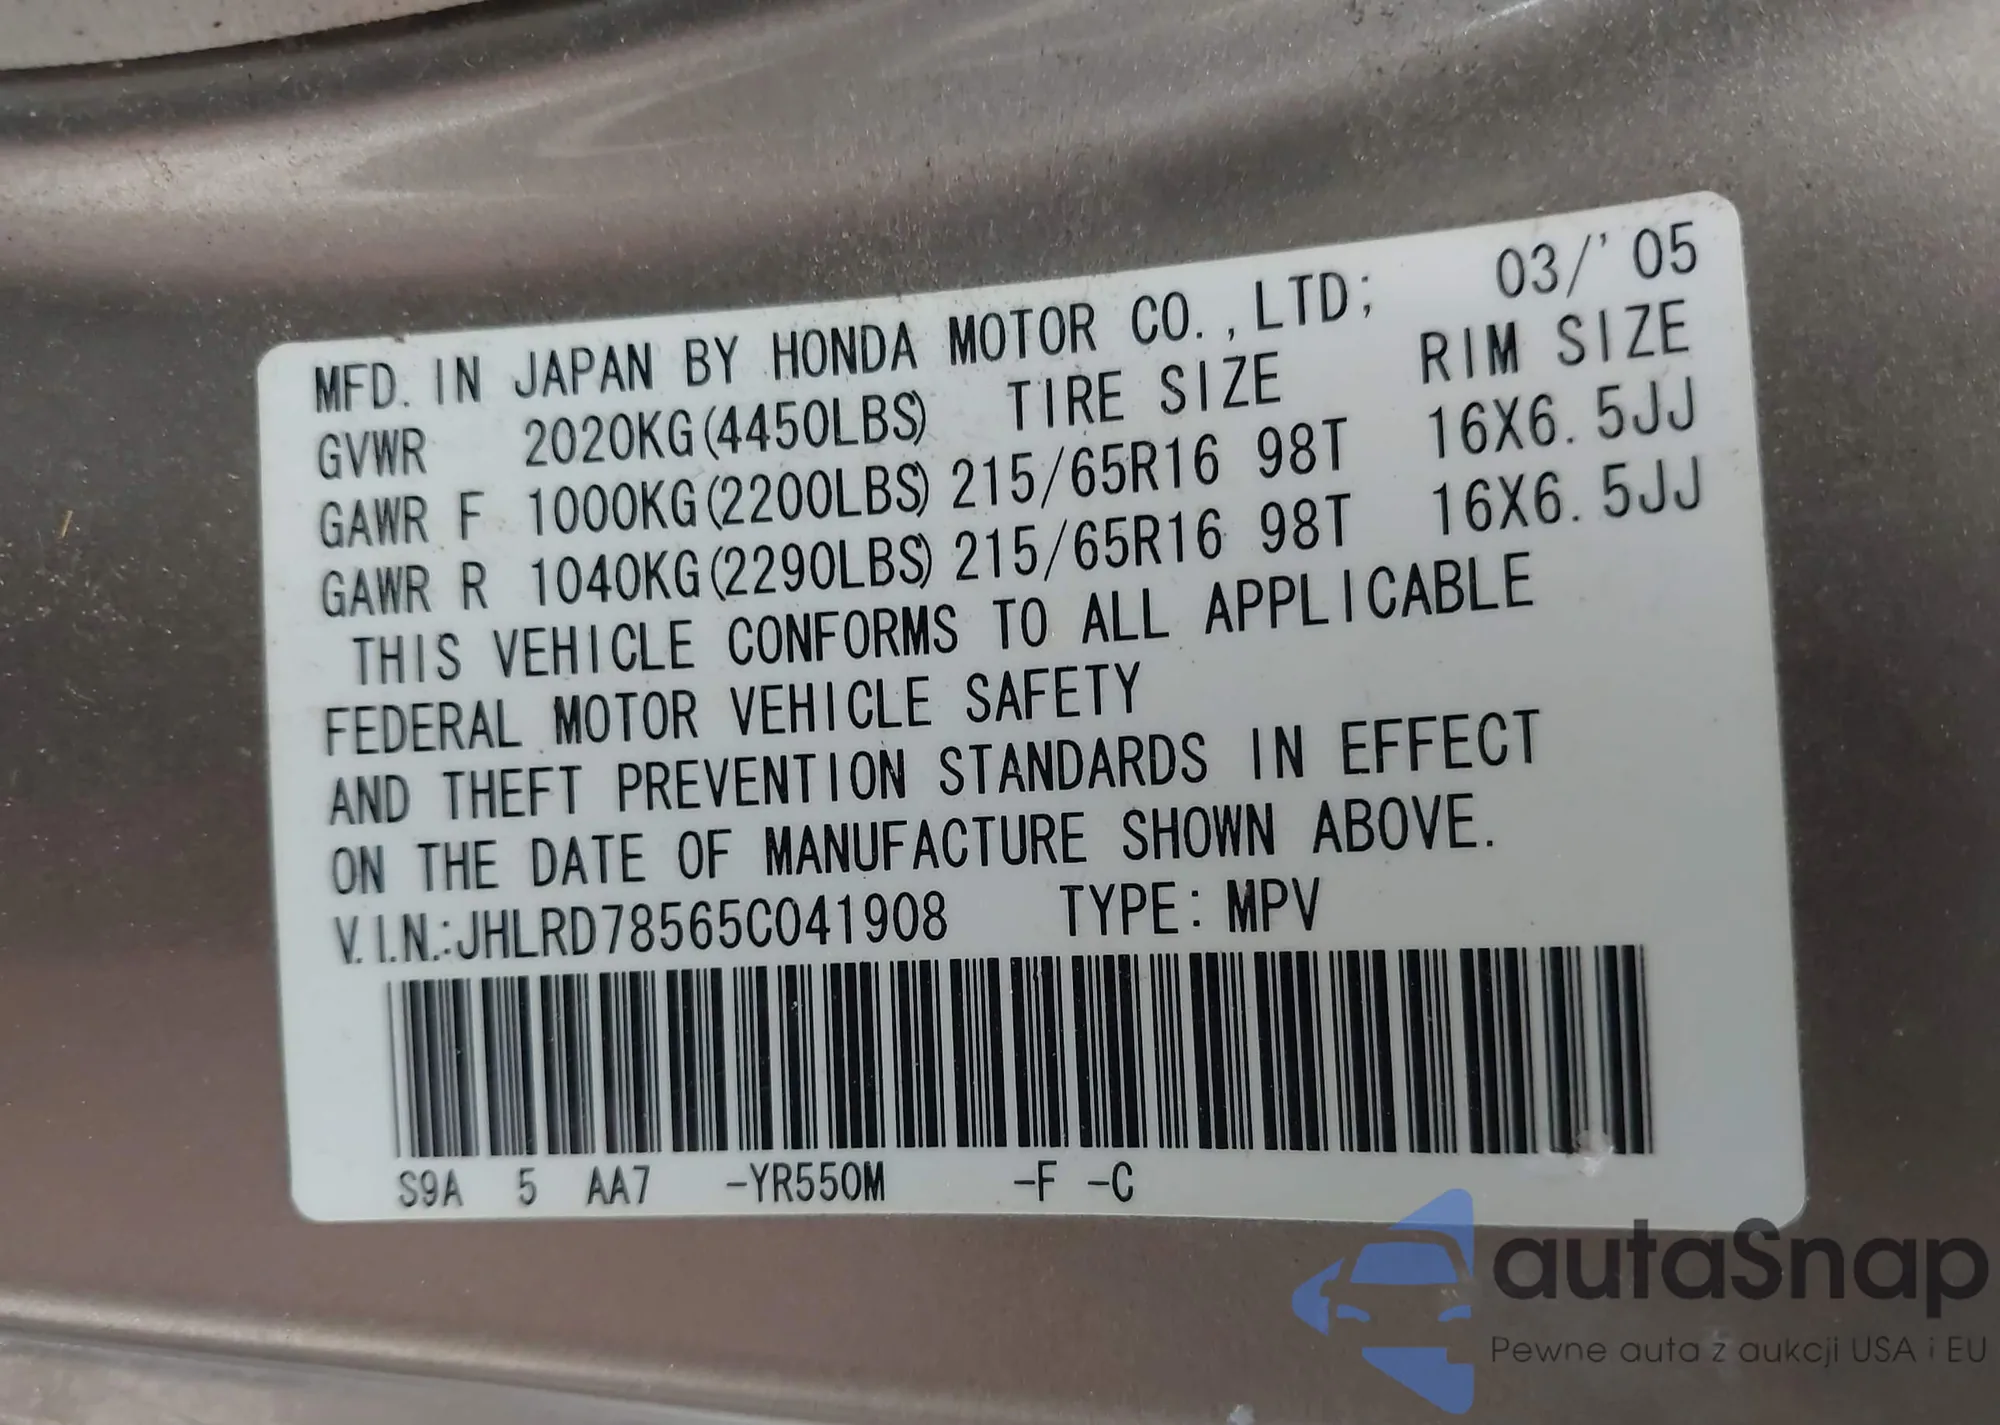 MFD. IN JAPAN BY HONDA MOTOR CO.,LTD; 03/'05
GVWR 2020KG(4450LBS) TIRE SIZE RIM SIZE
GAWR F 1000KG(2200LBS) 215/65R16 98T 16X6.5JJ
GAWR R 1040KG(2290LBS) 215/65R16 98T 16X6.5JJ
THIS VEHICLE CONFORMS TO ALL APPLICABLE
FEDERAL MOTOR VEHICLE SAFETY
AND THEFT PREVENTION STANDARDS IN EFFECT
ON THE DATE OF MANUFACTURE SHOWN ABOVE.
V.I.N.:JHLRD78565C041908 TYPE: MPV
S9A 5 AA7 -YR550M -F -C
autaSnap
Pewne auta z aukcji USA i EU